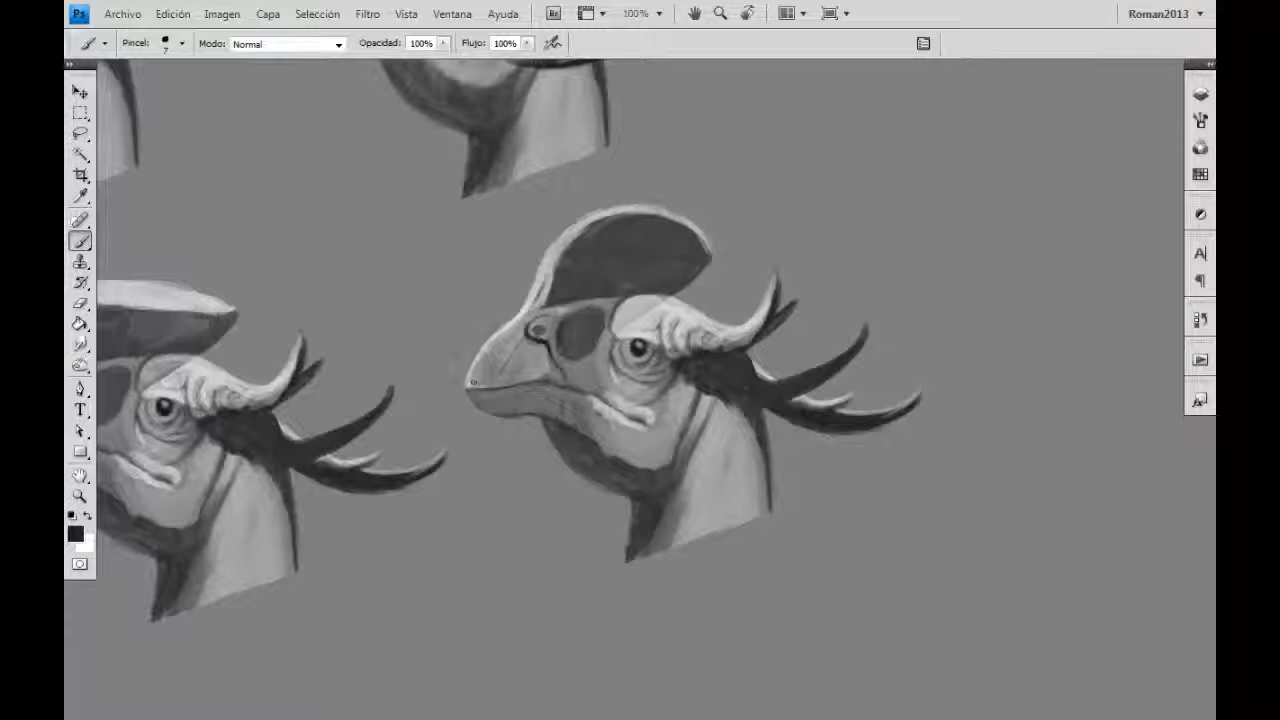 Ps Archivo Edición Imagen Capa Selección Filtro Vista Ventana Ayuda Br 100% Roman2013
Pincel: 7 Modo: Normal Opacidad: 100% Flujo: 100%